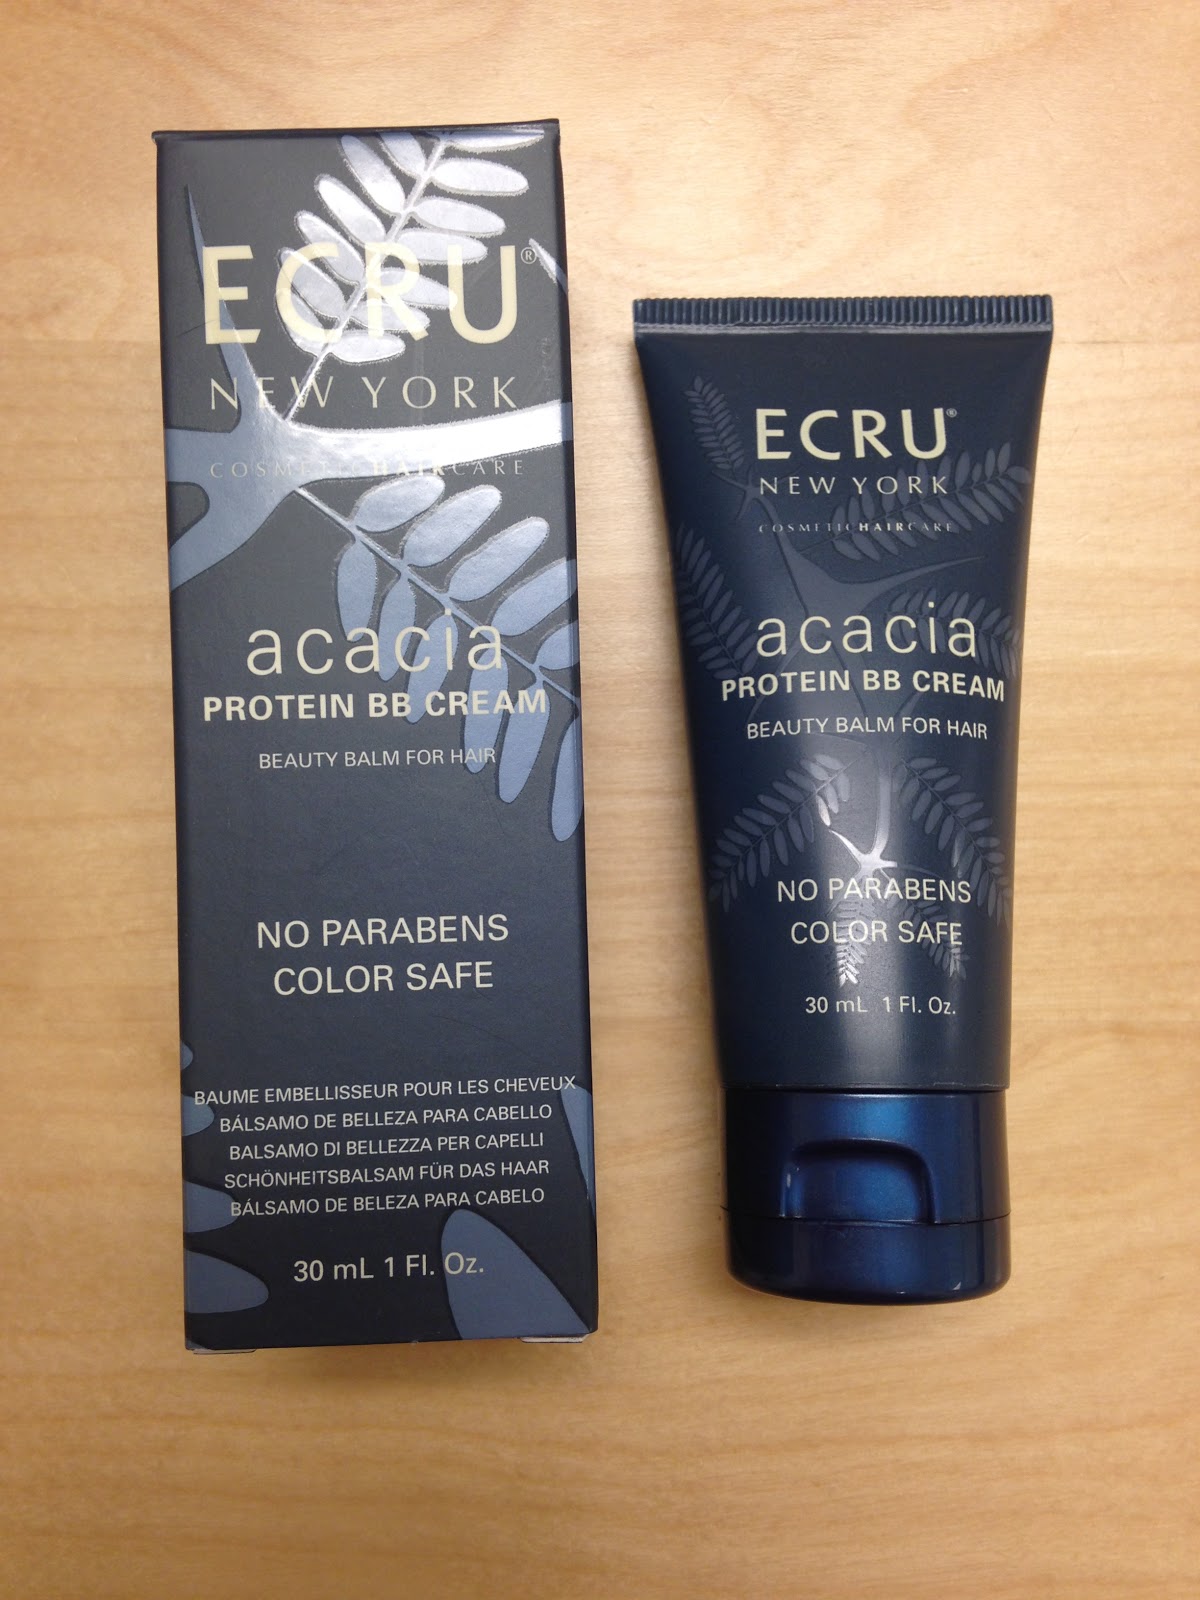 ECRU®
NEW YORK
COSMETICHAIRCARE
acacia
PROTEIN BB CREAM
BEAUTY BALM FOR HAIR
NO PARABENS
COLOR SAFE
BAUME EMBELLISSEUR POUR LES CHEVEUX
BÁLSAMO DE BELLEZA PARA CABELLO
BALSAMO DI BELLEZZA PER CAPELLI
SCHÖNHEITSBALSAM FÜR DAS HAAR
BÁLSAMO DE BELEZA PARA CABELO
30 mL 1 Fl. Oz.
ECRU®
NEW YORK
COSMETICHAIRCARE
acacia
PROTEIN BB CREAM
BEAUTY BALM FOR HAIR
NO PARABENS
COLOR SAFE
30 mL 1 Fl. Oz.